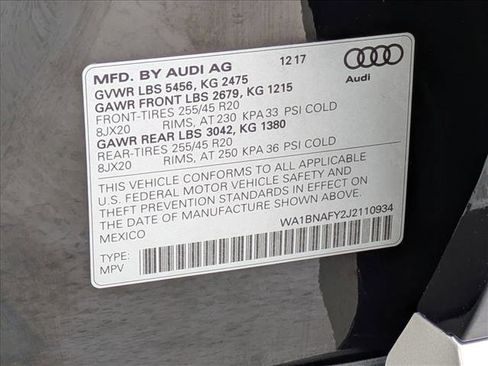 MFD. BY AUDI AG 12 17
GVWR LBS 5456, KG 2475
GAWR FRONT LBS 2679, KG 1215
FRONT-TIRES 255/45 R20
8JX20 RIMS, AT 230 KPA 33 PSI COLD
GAWR REAR LBS 3042, KG 1380
REAR-TIRES 255/45 R20
8JX20 RIMS, AT 250 KPA 36 PSI COLD
Audi
THIS VEHICLE CONFORMS TO ALL APPLICABLE
U.S. FEDERAL MOTOR VEHICLE SAFETY AND
THEFT PREVENTION STANDARDS IN EFFECT ON
THE DATE OF MANUFACTURE SHOWN ABOVE.
MEXICO WA1BNAFY2J2110934
TYPE:
MPV